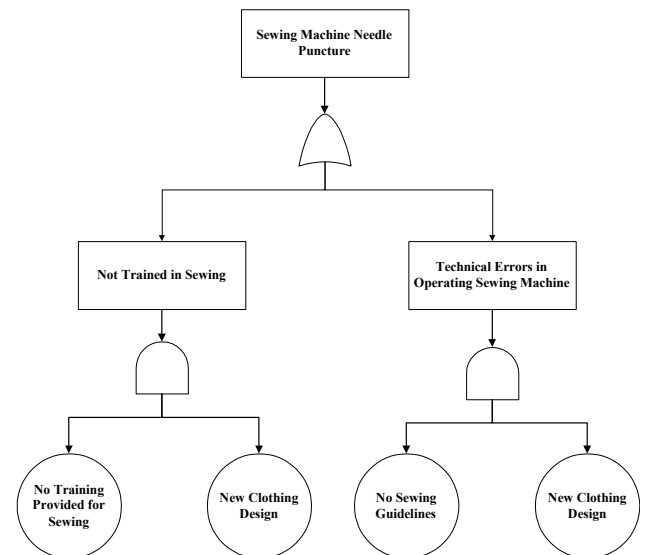 Sewing Machine Needle
Puncture
Not Trained in Sewing
Technical Errors in
Operating Sewing Machine
No Training
Provided for
Sewing
New Clothing
Design
No Sewing
Guidelines
New Clothing
Design